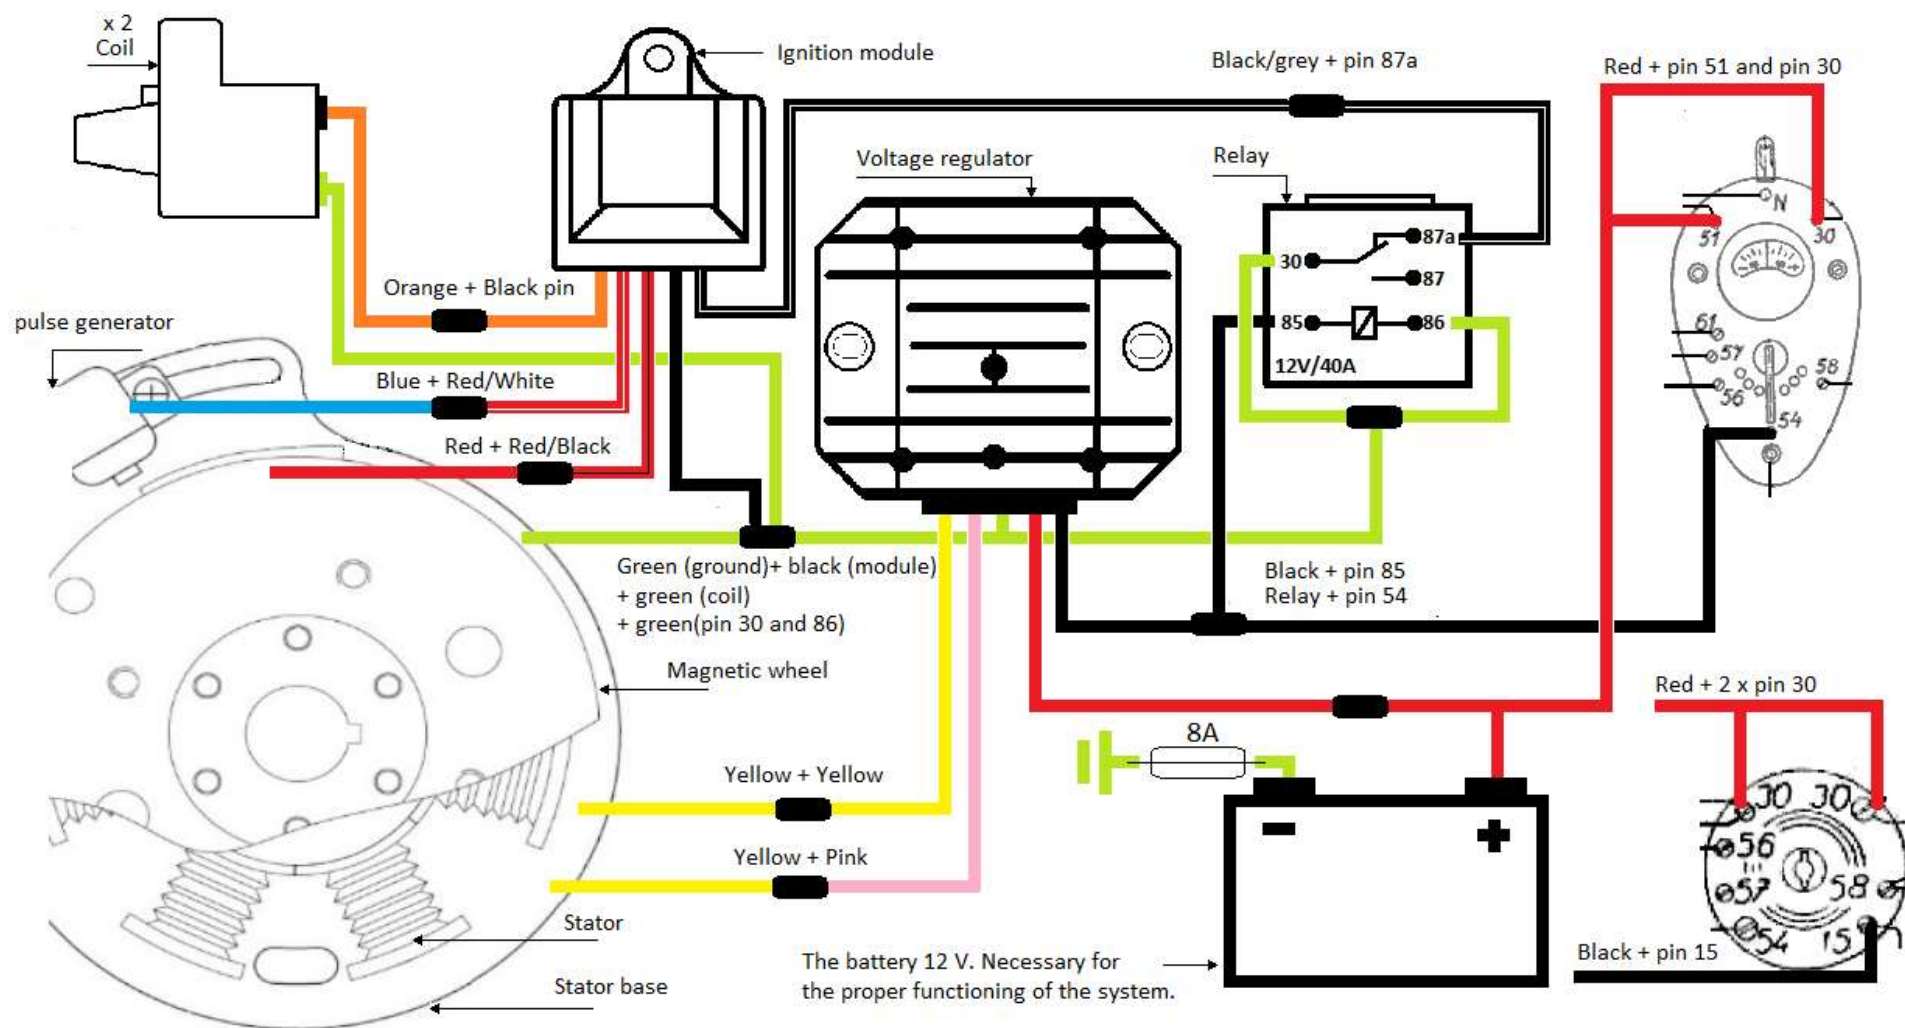 x 2
Coil
Ignition module
Black/grey + pin 87a
Red + pin 51 and pin 30
Voltage regulator
Relay
N
51
30
87a
30
87
85
86
12V/40A
61
57
56
58
54
Orange + Black pin
pulse generator
Blue + Red/White
Red + Red/Black
Green (ground)+ black (module)
+ green (coil)
+ green(pin 30 and 86)
Black + pin 85
Relay + pin 54
Magnetic wheel
Red + 2 x pin 30
8A
Yellow + Yellow
Yellow + Pink
- +
30 30
56
57 58
54 15
Stator
Stator base
The battery 12 V. Necessary for
the proper functioning of the system.
Black + pin 15